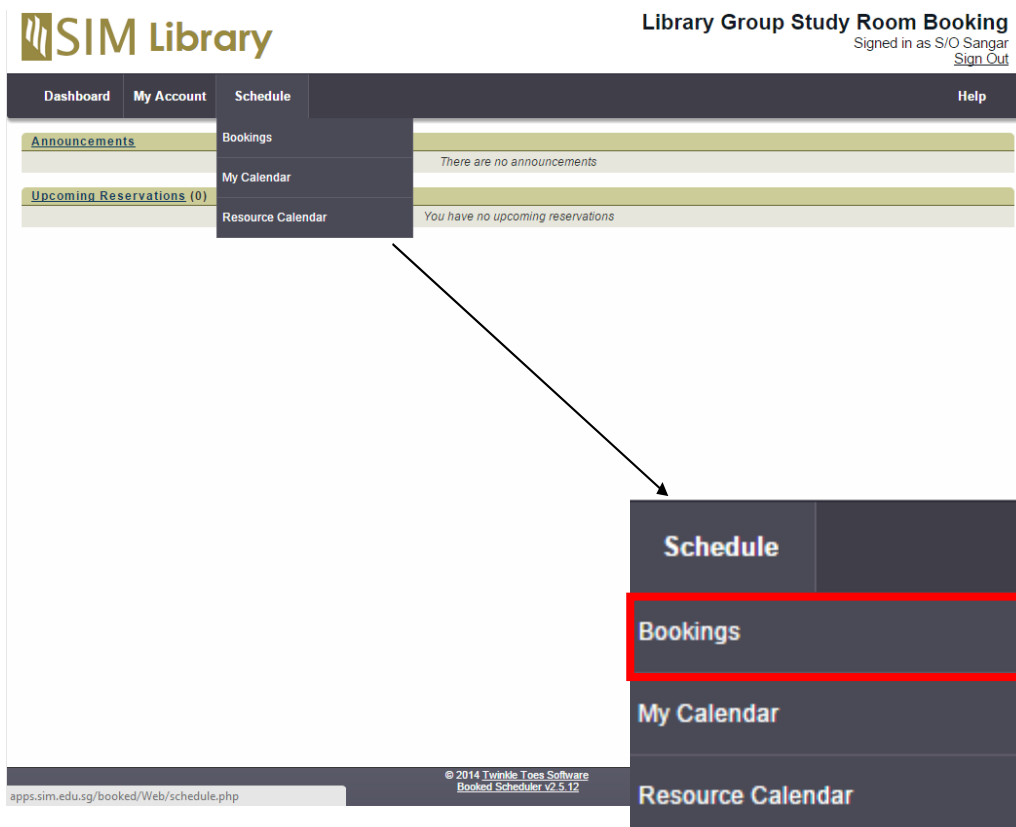 SIM Library
Library Group Study Room Booking
Signed in as S/O Sangar
Sign Out
Dashboard My Account Schedule Help
Announcements
Bookings
There are no announcements
My Calendar
Upcoming Reservations (0)
Resource Calendar
You have no upcoming reservations
Schedule
Bookings
My Calendar
Resource Calendar
© 2014 Twinkle Toes Software
Booked Scheduler v2.5.12
apps.sim.edu.sg/booked/Web/schedule.php